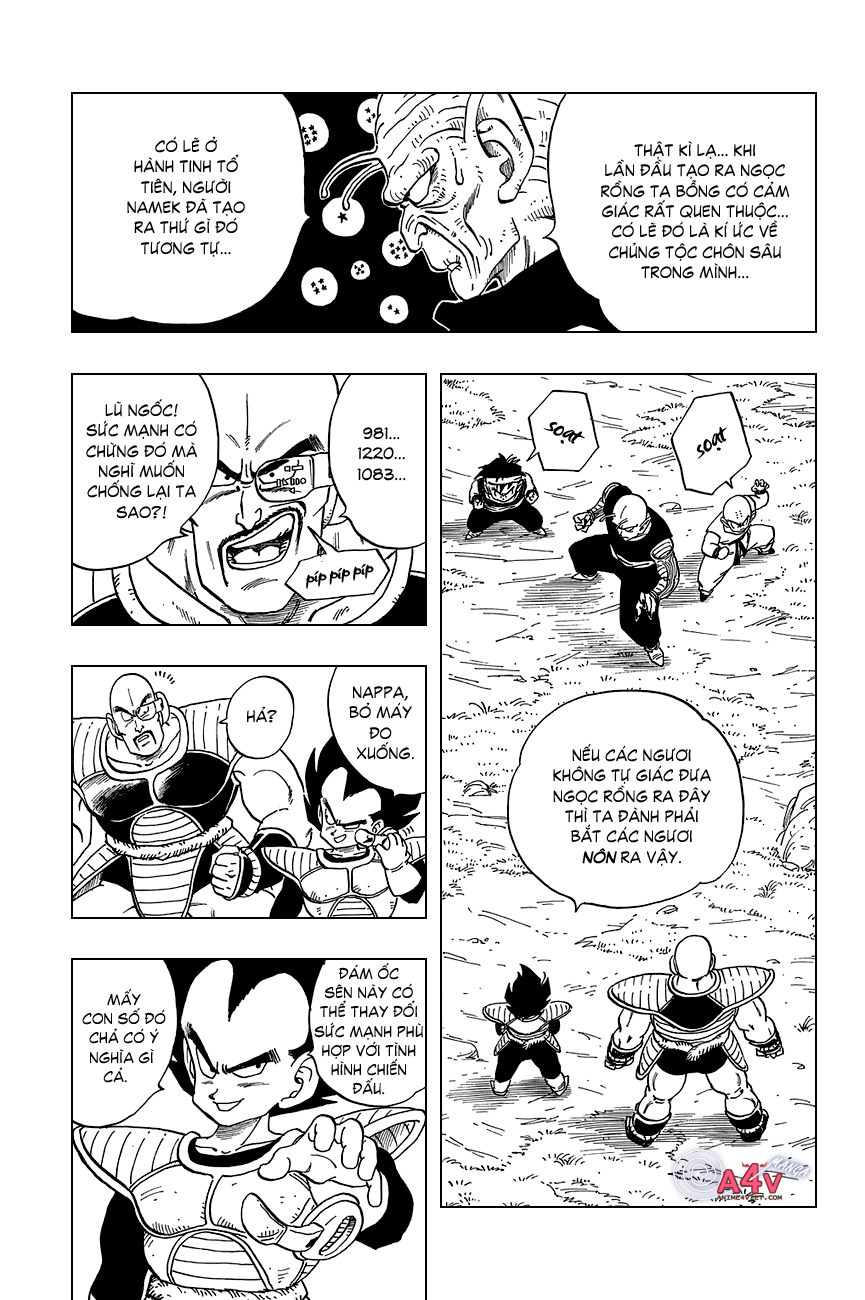 THẬT KÌ LẠ... KHI
LẦN ĐẦU TẠO RA NGỌC
RỒNG TA BỖNG CÓ CẢM
GIÁC RẤT QUEN THUỘC...
CÓ LẼ ĐÓ LÀ KÍ ỨC VỀ
CHỦNG TỘC CHÔN SÂU
TRONG MÌNH...
CÓ LẼ Ở
HÀNH TINH TỔ
TIÊN, NGƯỜI
NAMEK ĐÃ TẠO
RA THỨ GÌ ĐÓ
TƯƠNG TỰ...
soạt
soạt
NẾU CÁC NGƯƠI
KHÔNG TỰ GIÁC ĐƯA
NGỌC RỒNG RA ĐÂY
THÌ TA ĐÀNH PHẢI
BẮT CÁC NGƯƠI
NÔN RA VẬY.
981...
1220...
1083...
píp píp píp
LŨ NGỐC!
SỨC MẠNH CÓ
CHỪNG ĐÓ MÀ
NGHĨ MUỐN
CHỐNG LẠI TA
SAO?!
NAPPA,
BỎ MÁY
ĐO
XUỐNG.
HẢ?
ĐÁM ỐC
SÊN NÀY CÓ
THỂ THAY ĐỔI
SỨC MẠNH PHÙ
HỢP VỚI TÌNH
HÌNH CHIẾN
ĐẤU.
MẤY
CON SỐ ĐÓ
CHẢ CÓ Ý
NGHĨA GÌ
CẢ.
A4V MANGA
ANIME4VIET.COM